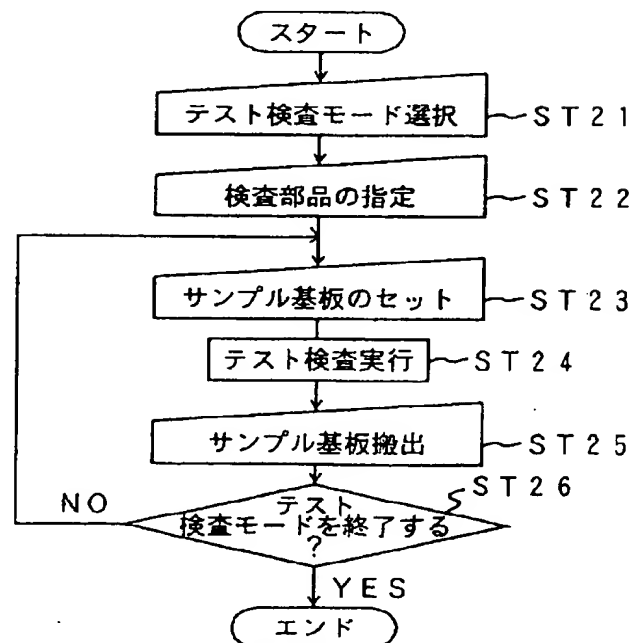 スタート
テスト検査モード選択 ST21
検査部品の指定 ST22
サンプル基板のセット ST23
テスト検査実行 ST24
サンプル基板搬出 ST25
ST26
NO
テスト
検査モードを終了する
?
YES
エンド